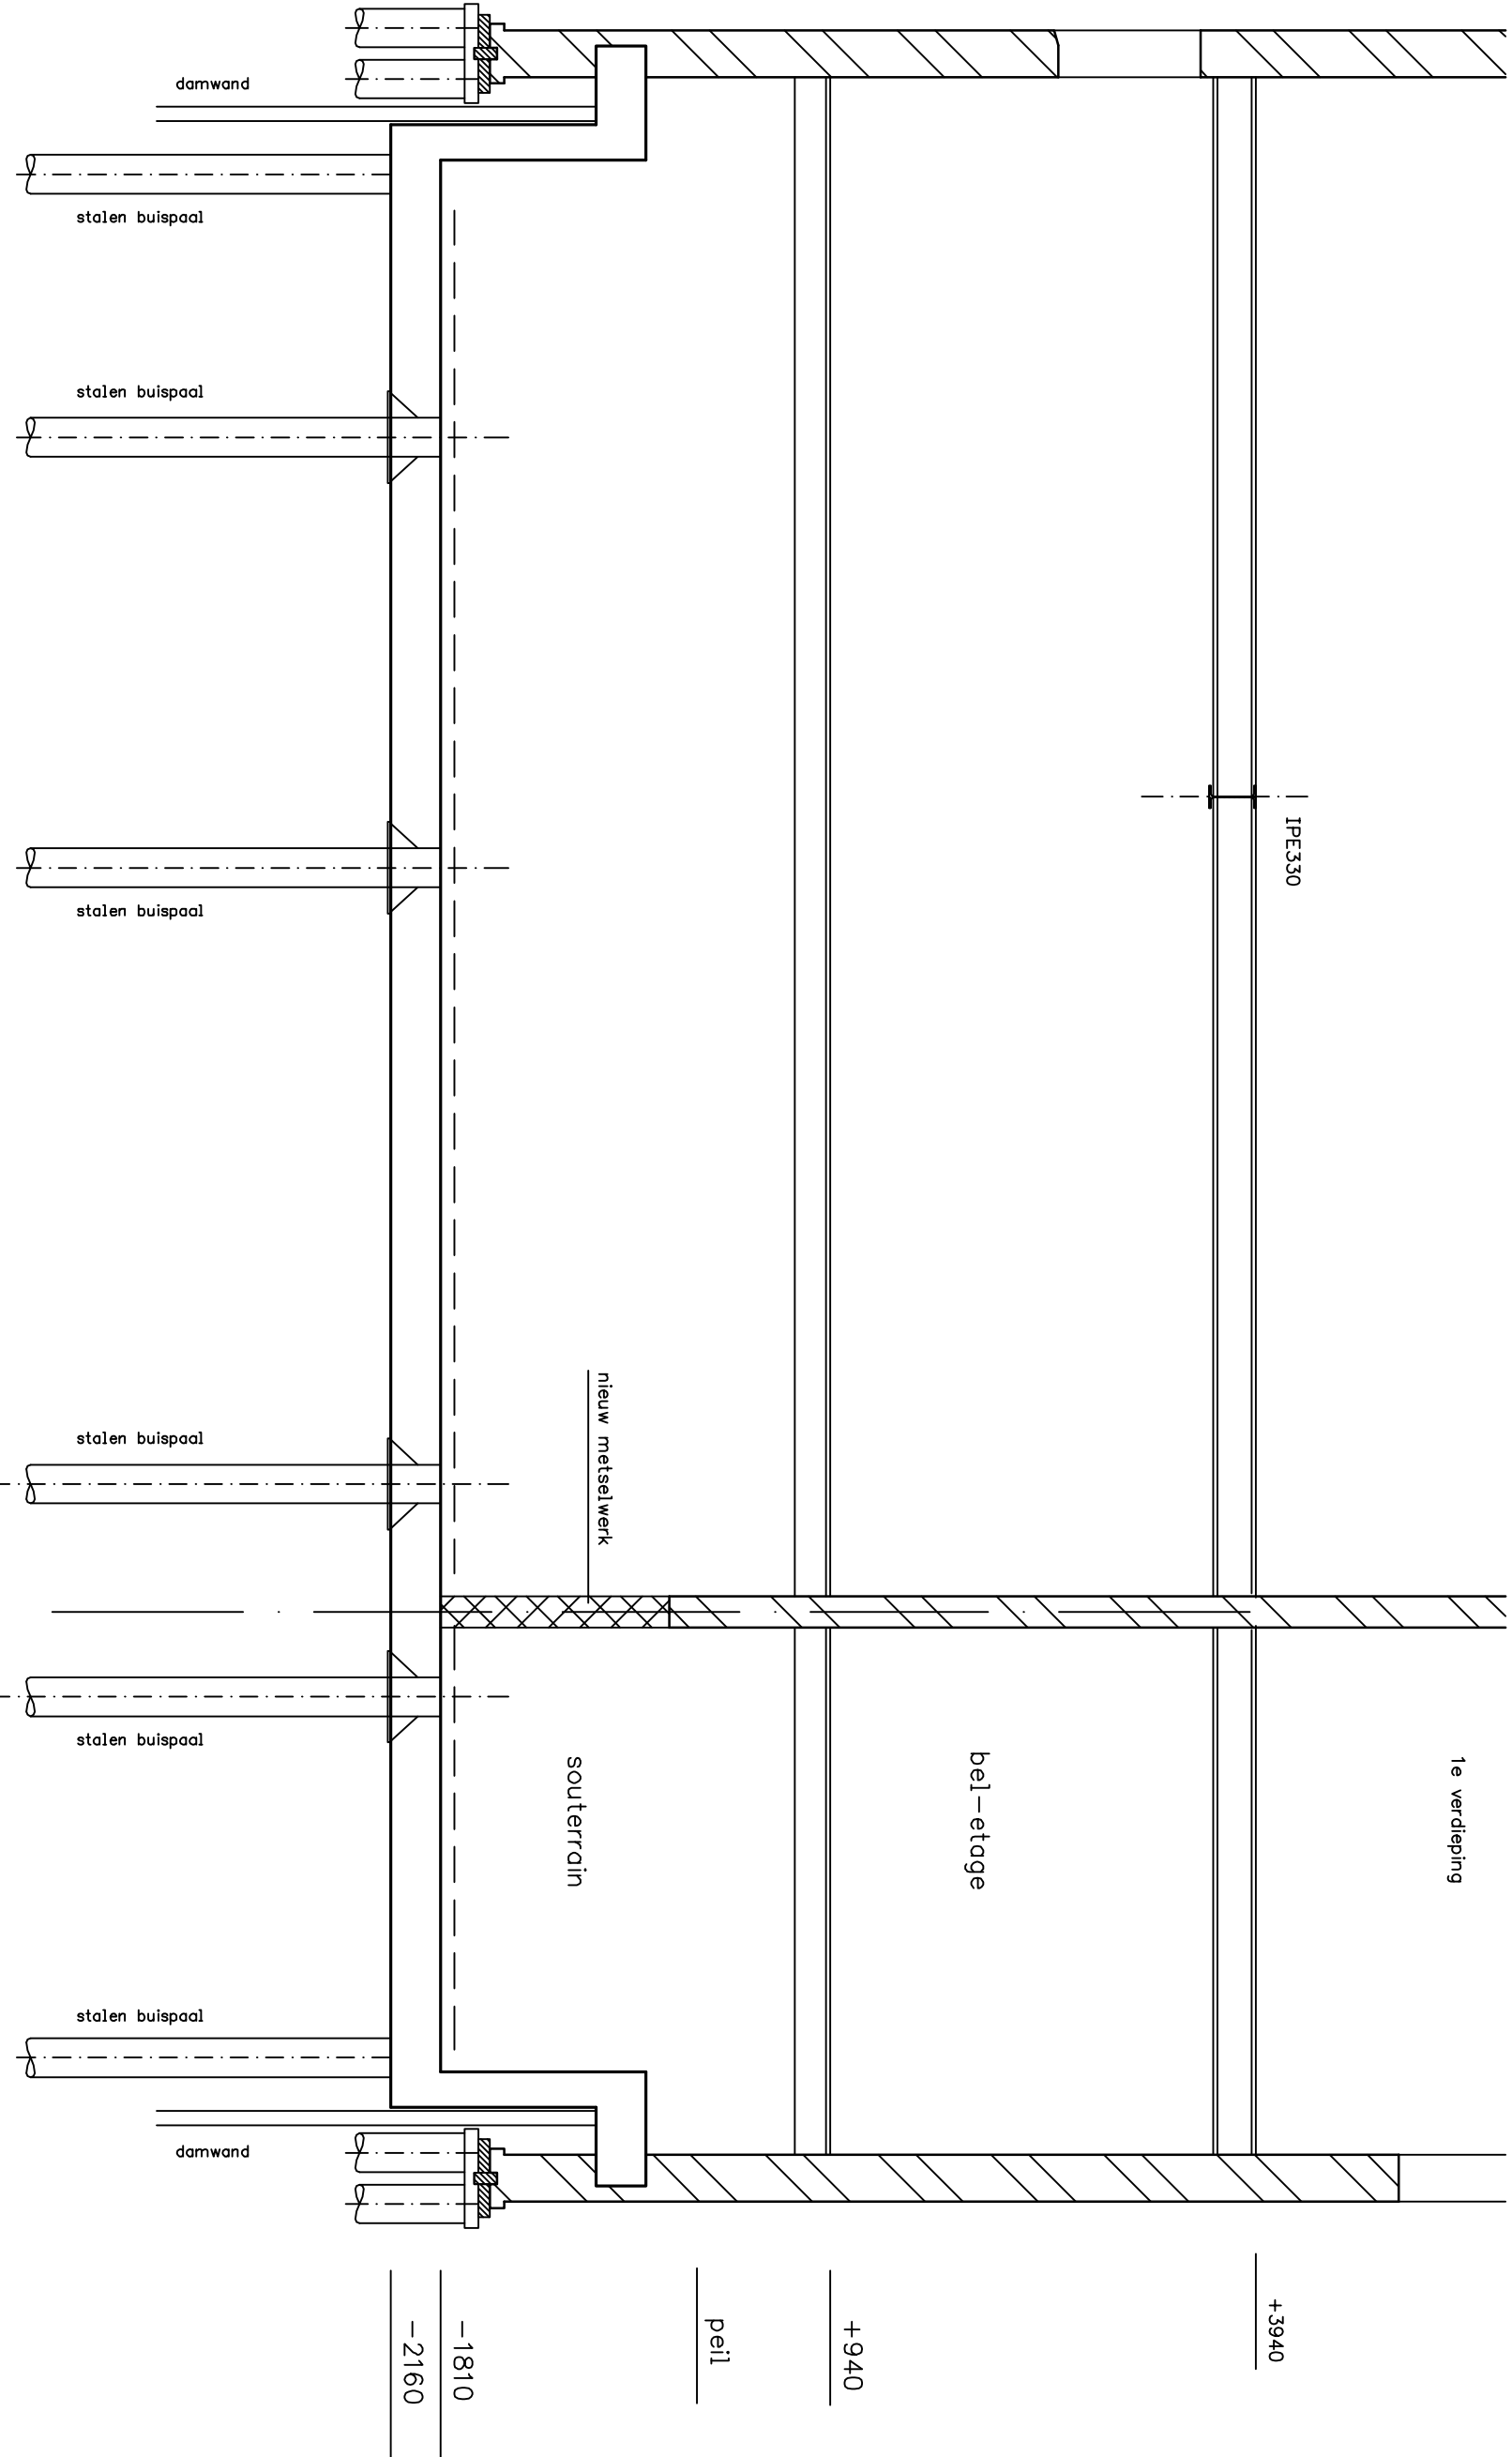 damwand
stalen buispaal
stalen buispaal
IPE330
stalen buispaal
nieuw metselwerk
stalen buispaal
stalen buispaal
souterrain
bel-etage
1e verdieping
stalen buispaal
damwand
+3940
+940
peil
-1810
-2160